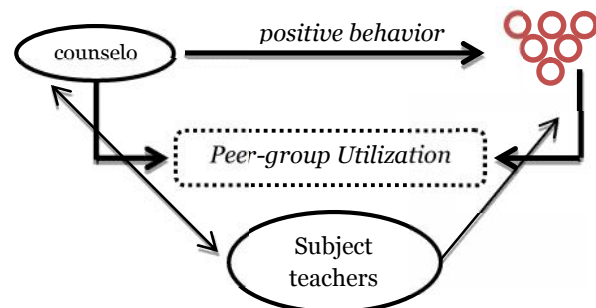 positive behavior
counselo
Peer-group Utilization
Subject
teachers